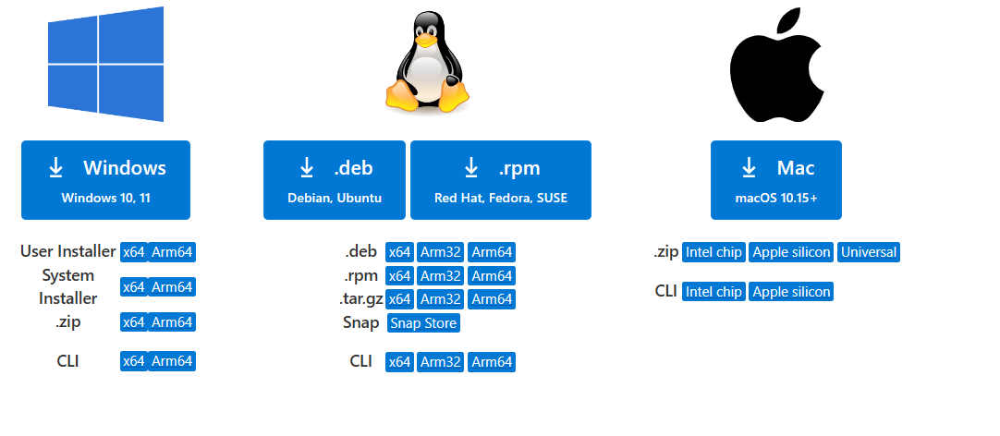 Windows
Windows 10, 11
.deb
Debian, Ubuntu
.rpm
Red Hat, Fedora, SUSE
Mac
macOS 10.15+
User Installer x64 Arm64
System
Installer x64 Arm64
.zip x64 Arm64
CLI x64 Arm64
.deb x64 Arm32 Arm64
.rpm x64 Arm32 Arm64
.tar.gz x64 Arm32 Arm64
Snap Snap Store
CLI x64 Arm32 Arm64
.zip Intel chip Apple silicon Universal
CLI Intel chip Apple silicon